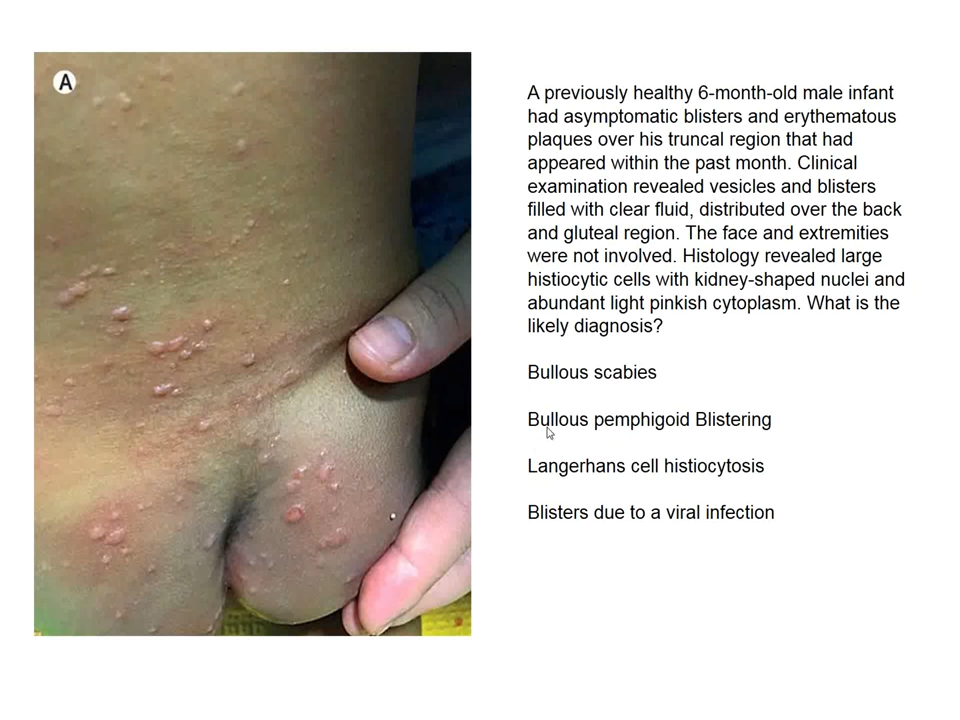 A
A previously healthy 6-month-old male infant
had asymptomatic blisters and erythematous
plaques over his truncal region that had
appeared within the past month. Clinical
examination revealed vesicles and blisters
filled with clear fluid, distributed over the back
and gluteal region. The face and extremities
were not involved. Histology revealed large
histiocytic cells with kidney-shaped nuclei and
abundant light pinkish cytoplasm. What is the
likely diagnosis?
Bullous scabies
Bullous pemphigoid Blistering
Langerhans cell histiocytosis
Blisters due to a viral infection